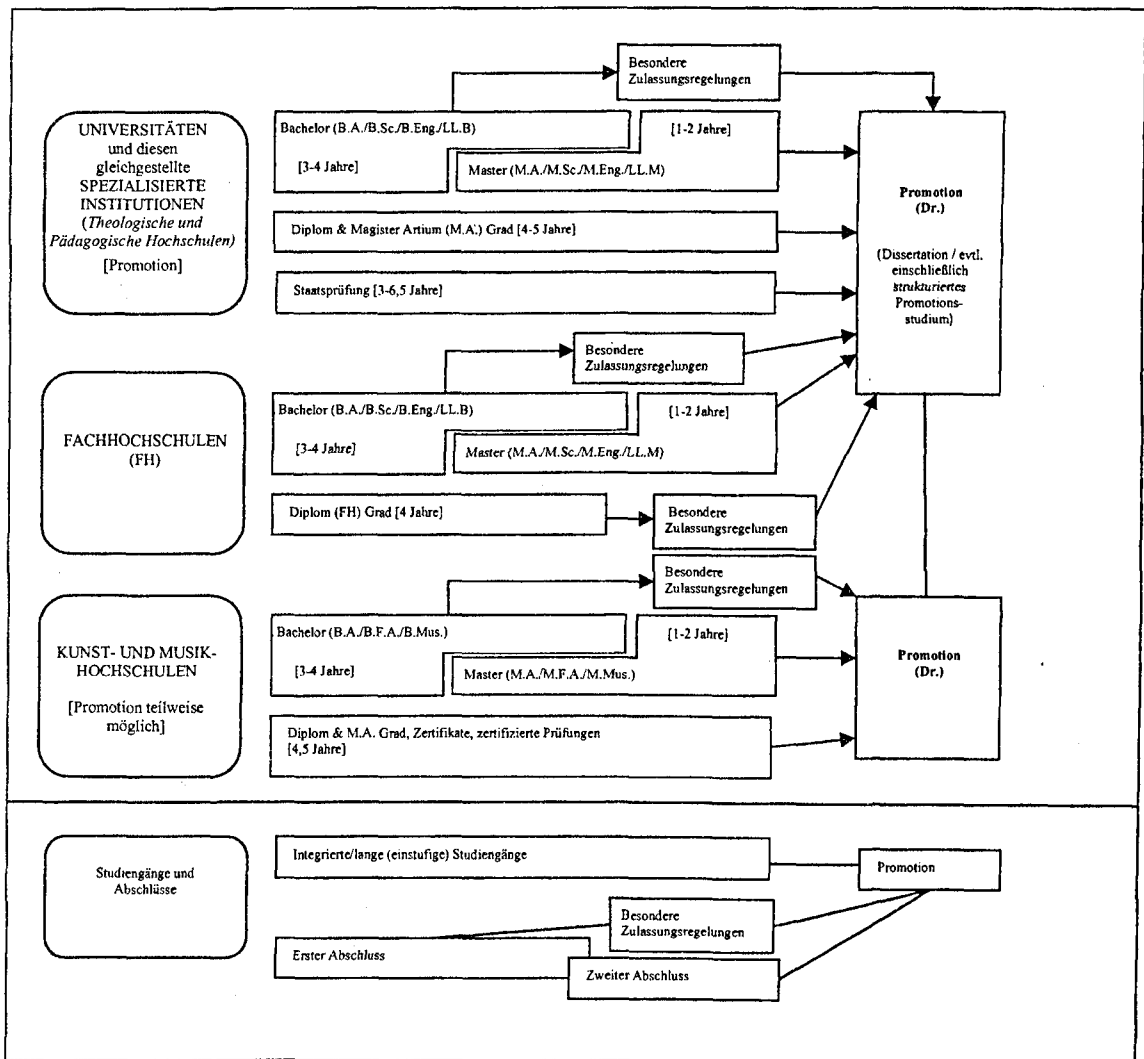 Besondere
Zulassungsregelungen
UNIVERSITÄTEN
und diesen
gleichgestellte
SPEZIALISIERTE
INSTITUTIONEN
(Theologische und
Pädagogische Hochschulen)
[Promotion]
Bachelor (B.A./B.Sc./B.Eng./LL.B)
[3-4 Jahre]
[1-2 Jahre]
Master (M.A./M.Sc./M.Eng./LL.M)
Diplom & Magister Artium (M.A.) Grad [4-5 Jahre]
Staatsprüfung [3-6,5 Jahre]
Promotion
(Dr.)
(Dissertation / evtl.
einschließlich
strukturiertes
Promotions-
studium)
Besondere
Zulassungsregelungen
FACHHOCHSCHULEN
(FH)
Bachelor (B.A./B.Sc./B.Eng./LL.B)
[3-4 Jahre]
[1-2 Jahre]
Master (M.A./M.Sc./M.Eng./LL.M)
Diplom (FH) Grad [4 Jahre]
Besondere
Zulassungsregelungen
Besondere
Zulassungsregelungen
KUNST- UND MUSIK-
HOCHSCHULEN
[Promotion teilweise
möglich]
Bachelor (B.A./B.F.A./B.Mus.)
[3-4 Jahre]
[1-2 Jahre]
Master (M.A./M.F.A./M.Mus.)
Diplom & M.A. Grad, Zertifikate, zertifizierte Prüfungen
[4,5 Jahre]
Promotion
(Dr.)
Studiengänge und
Abschlüsse
Integrierte/lange (einstufige) Studiengänge
Promotion
Besondere
Zulassungsregelungen
Erster Abschluss
Zweiter Abschluss